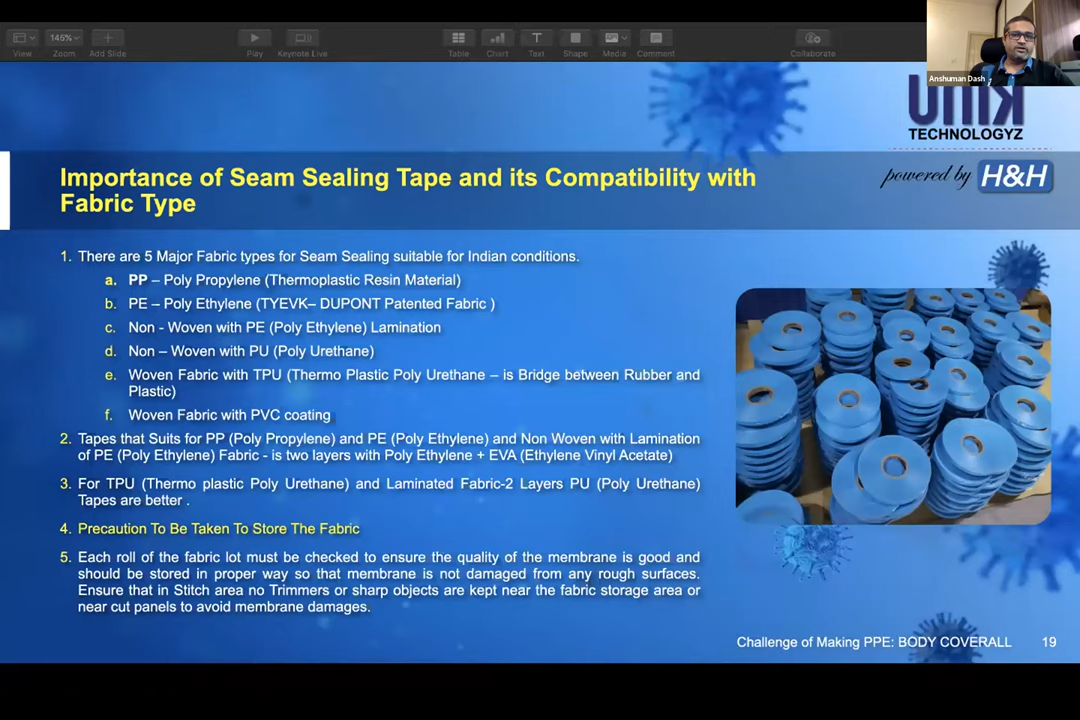 145%
View
Zoom
Add Slide
Play
Keynote Live
Table
Chart
Text
Shape
Media
Comment
Collaborate
Anshuman Dash
UNIK
TECHNOLOGYZ
powered by H&H
Importance of Seam Sealing Tape and its Compatibility with
Fabric Type
1. There are 5 Major Fabric types for Seam Sealing suitable for Indian conditions.
a. PP – Poly Propylene (Thermoplastic Resin Material)
b. PE – Poly Ethylene (TYEVK– DUPONT Patented Fabric )
c. Non - Woven with PE (Poly Ethylene) Lamination
d. Non – Woven with PU (Poly Urethane)
e. Woven Fabric with TPU (Thermo Plastic Poly Urethane – is Bridge between Rubber and
Plastic)
f. Woven Fabric with PVC coating
2. Tapes that Suits for PP (Poly Propylene) and PE (Poly Ethylene) and Non Woven with Lamination
of PE (Poly Ethylene) Fabric - is two layers with Poly Ethylene + EVA (Ethylene Vinyl Acetate)
3. For TPU (Thermo plastic Poly Urethane) and Laminated Fabric-2 Layers PU (Poly Urethane)
Tapes are better .
4. Precaution To Be Taken To Store The Fabric
5. Each roll of the fabric lot must be checked to ensure the quality of the membrane is good and
should be stored in proper way so that membrane is not damaged from any rough surfaces.
Ensure that in Stitch area no Trimmers or sharp objects are kept near the fabric storage area or
near cut panels to avoid membrane damages.
Challenge of Making PPE: BODY COVERALL 19